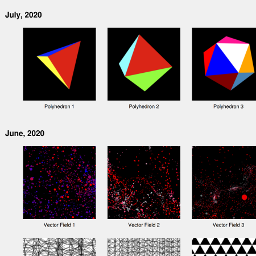 July, 2020
Polyhedron 1
Polyhedron 2
Polyhedron 3
June, 2020
Vector Field 1
Vector Field 2
Vector Field 3